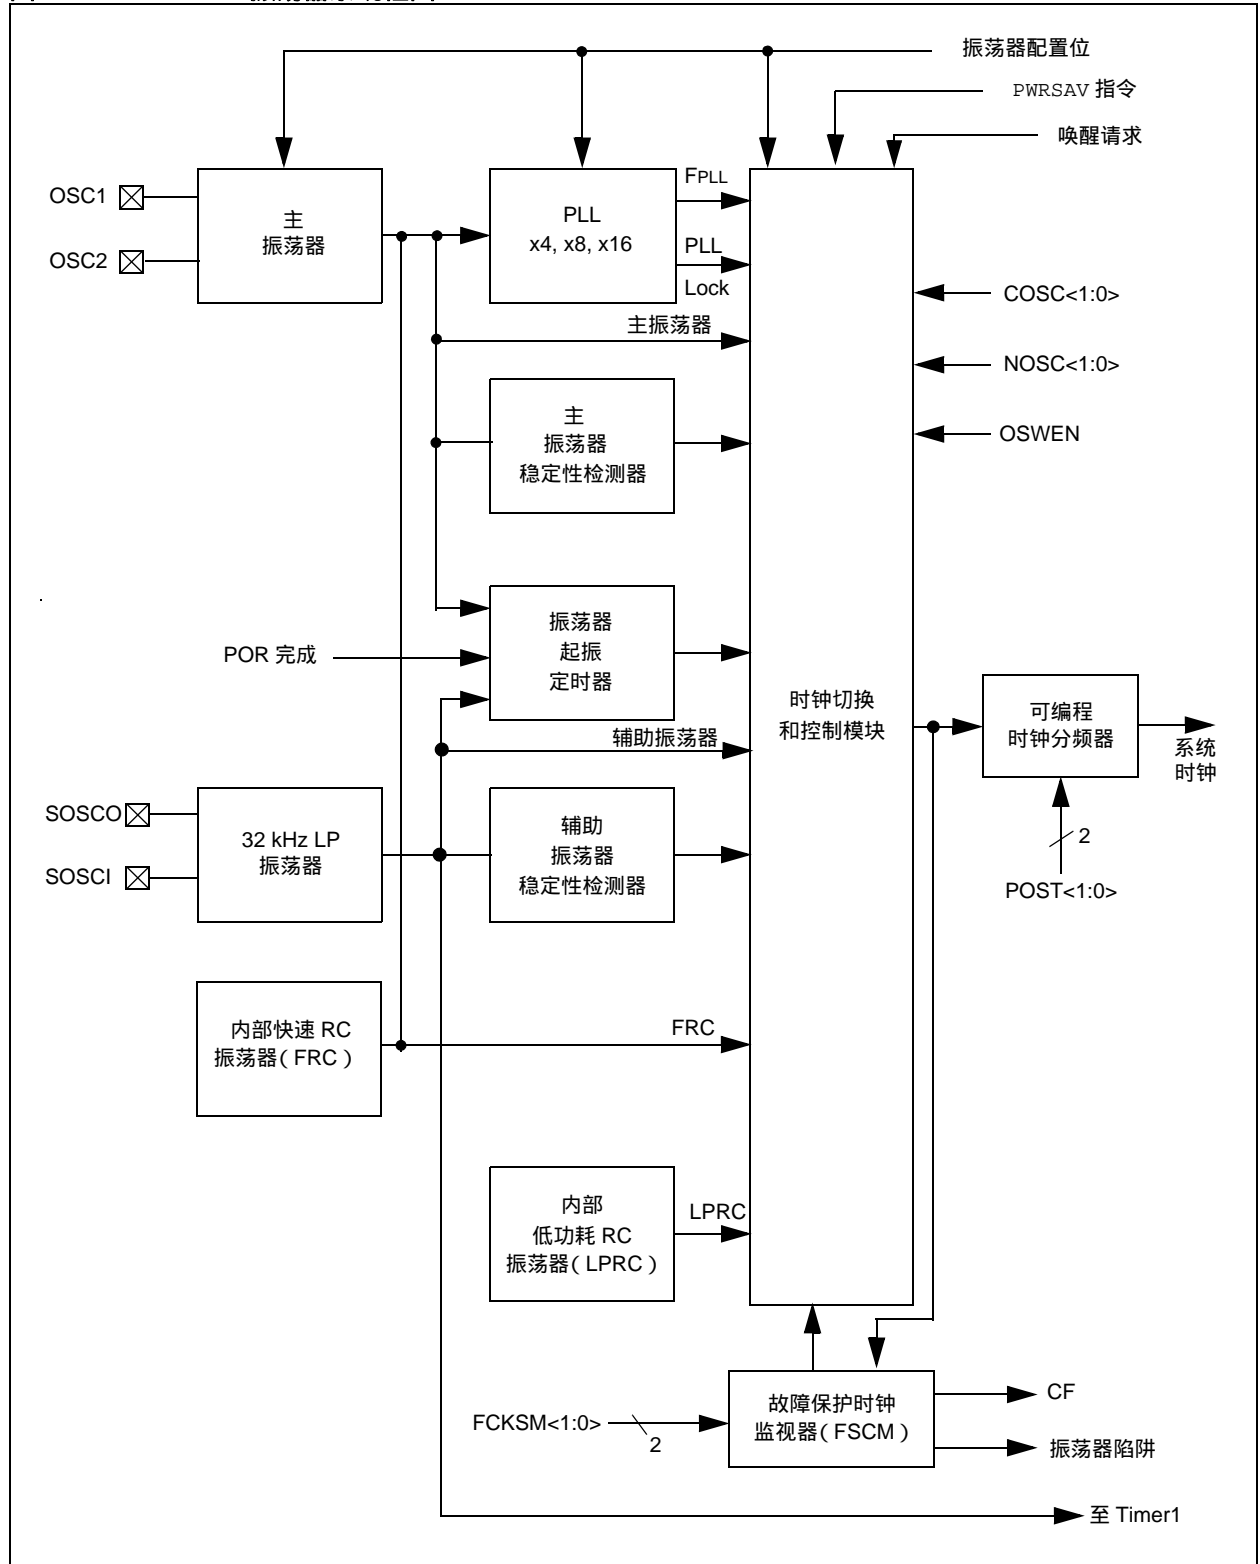 振荡器配置位
PWRSAV 指令
唤醒请求
OSC1
OSC2
主
振荡器
PLL
x4, x8, x16
FPLL
PLL
Lock
主振荡器
COSC<1:0>
NOSC<1:0>
OSWEN
主
振荡器
稳定性检测器
振荡器
起振
定时器
POR 完成
辅助振荡器
时钟切换
和控制模块
可编程
时钟分频器
系统
时钟
2
POST<1:0>
SOSCO
SOSCI
32 kHz LP
振荡器
辅助
振荡器
稳定性检测器
内部快速 RC
振荡器(FRC)
FRC
内部
低功耗 RC
振荡器(LPRC)
LPRC
FCKSM<1:0>
2
故障保护时钟
监视器(FSCM)
CF
振荡器陷阱
至 Timer1